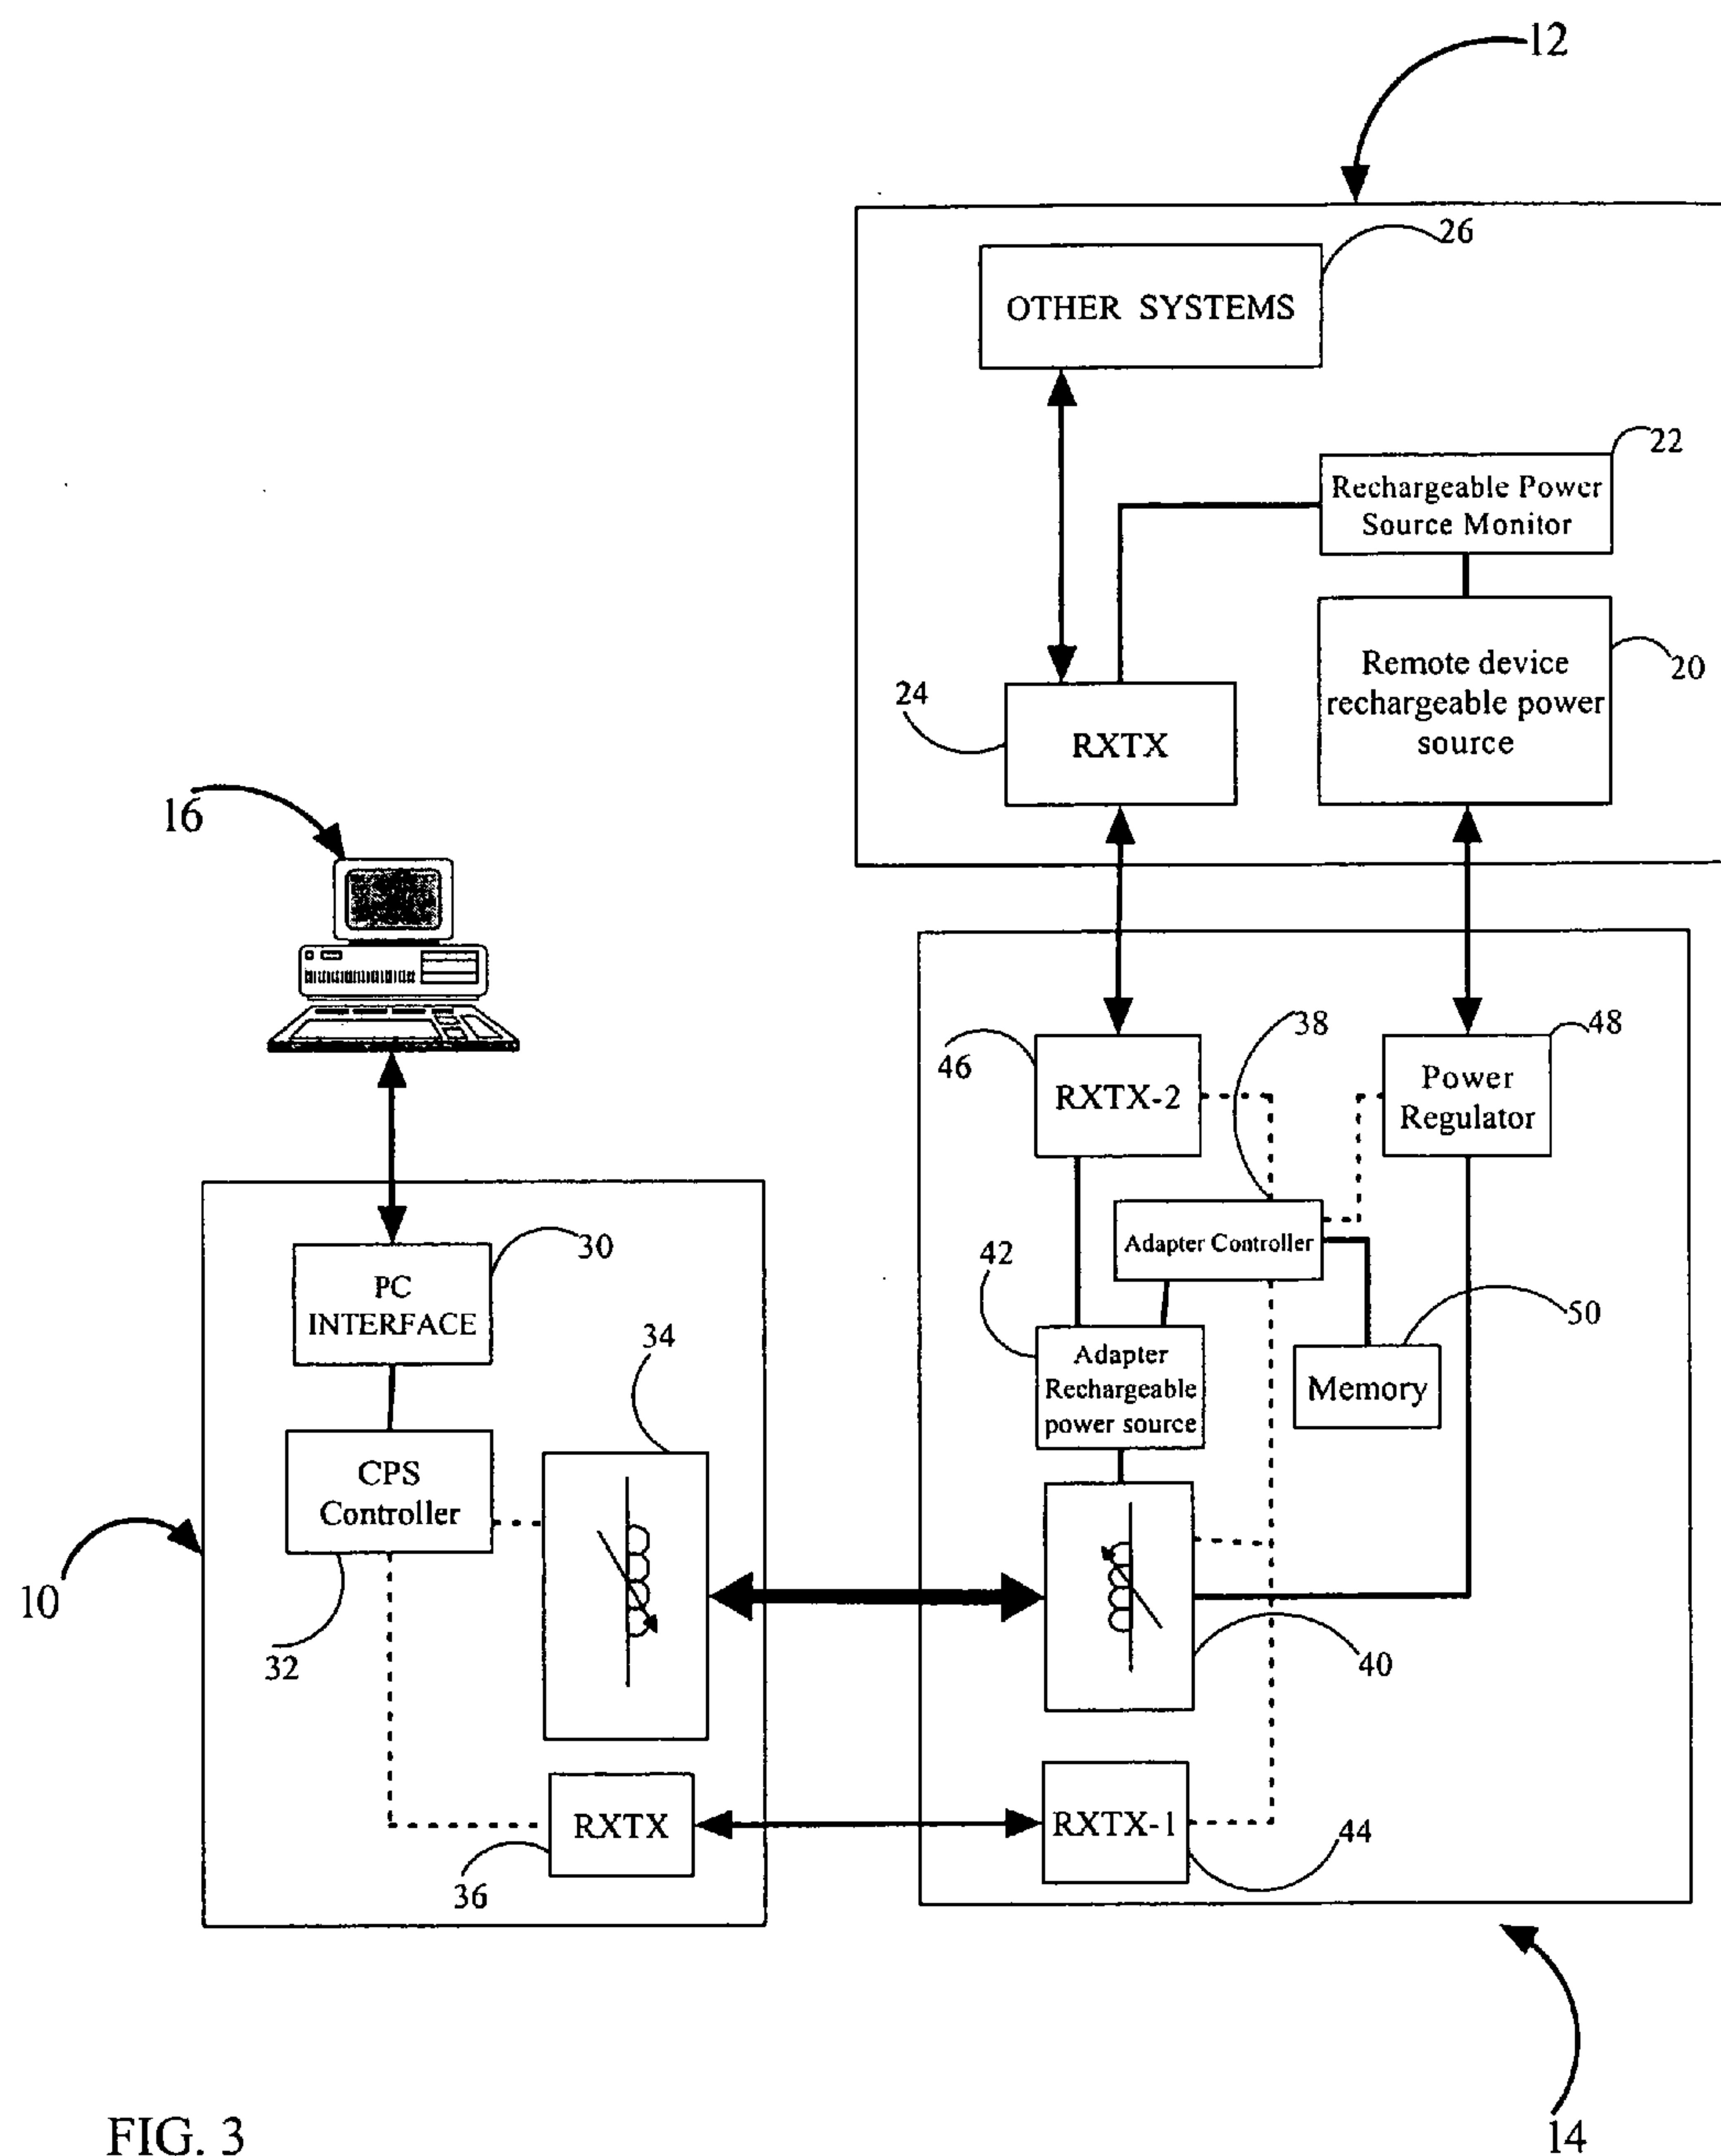 12
26
OTHER SYSTEMS
22
Rechargeable Power
Source Monitor
20
Remote device
rechargeable power
source
24
RXTX
16
46
RXTX-2
38
48
Power
Regulator
30
PC
INTERFACE
42
Adapter Controller
50
Adapter
Rechargeable
power source
Memory
34
CPS
Controller
10
32
40
RXTX
36
RXTX-1
44
14
FIG. 3